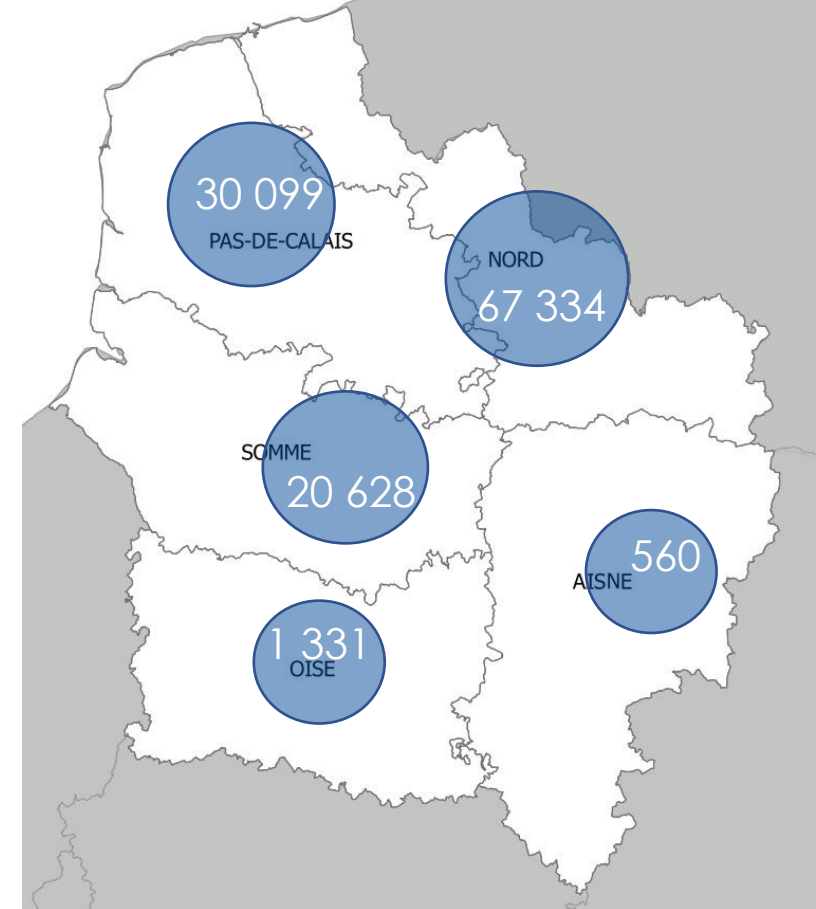 30 099
PAS-DE-CALAIS
NORD
67 334
SOMME
20 628
560
AISNE
1 331
OISE